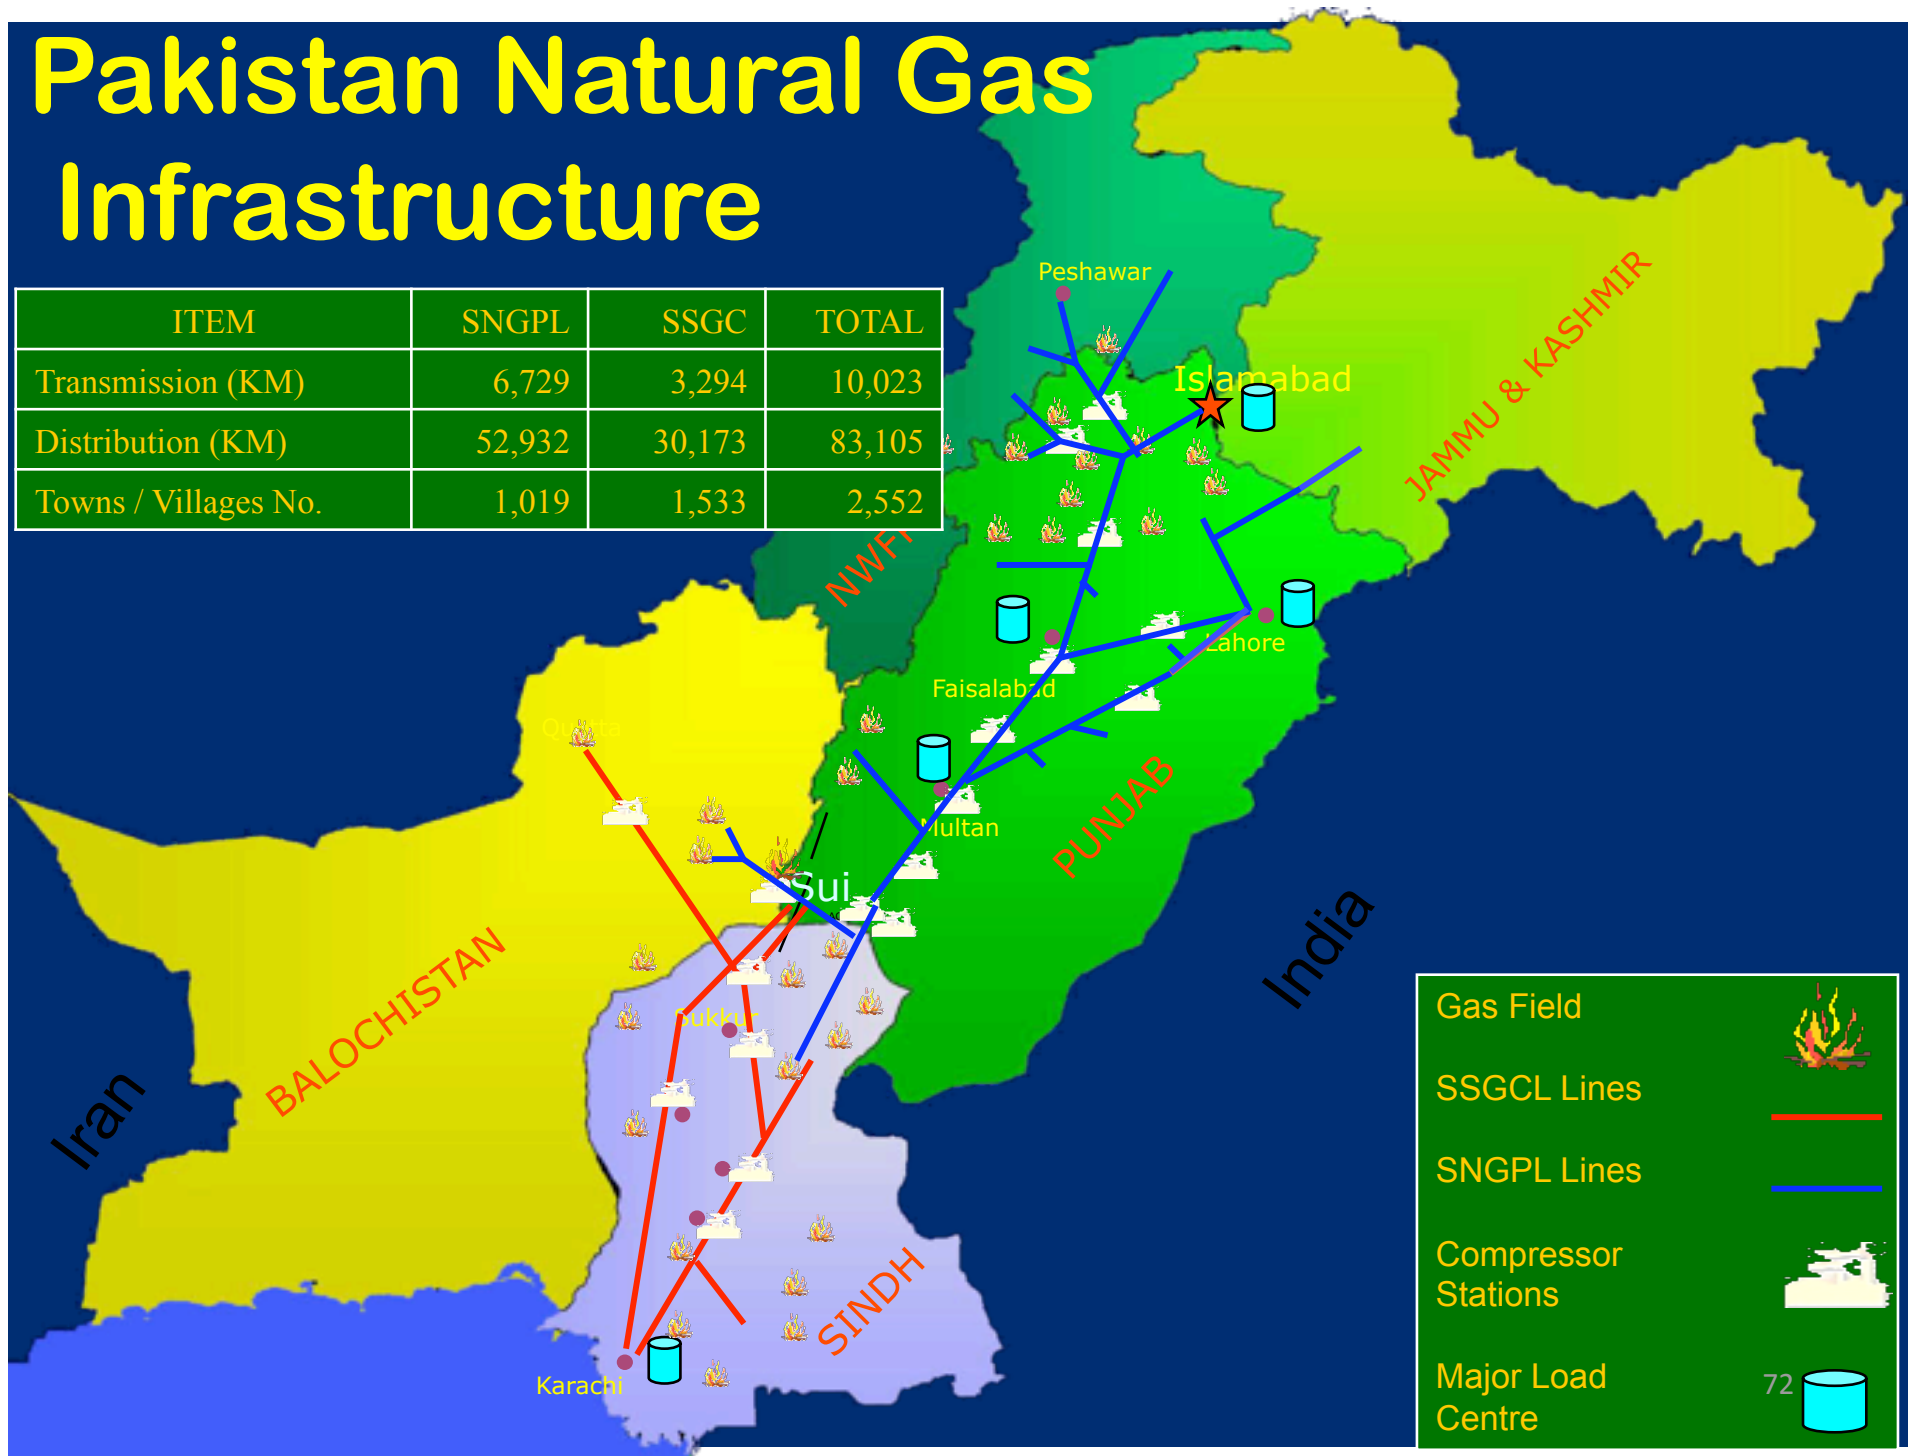 Pakistan Natural Gas
Infrastructure
ITEM SNGPL SSGC TOTAL
Transmission (KM) 6,729 3,294 10,023
Distribution (KM) 52,932 30,173 83,105
Towns / Villages No. 1,019 1,533 2,552
Peshawar
Islamabad
JAMMU & KASHMIR
Lahore
Faisalabad
Quetta
Multan
PUNJAB
Sui
BALOCHISTAN
Sukkur
India
Iran
SINDH
Karachi
Gas Field
SSGCL Lines
SNGPL Lines
Compressor
Stations
Major Load
Centre
72